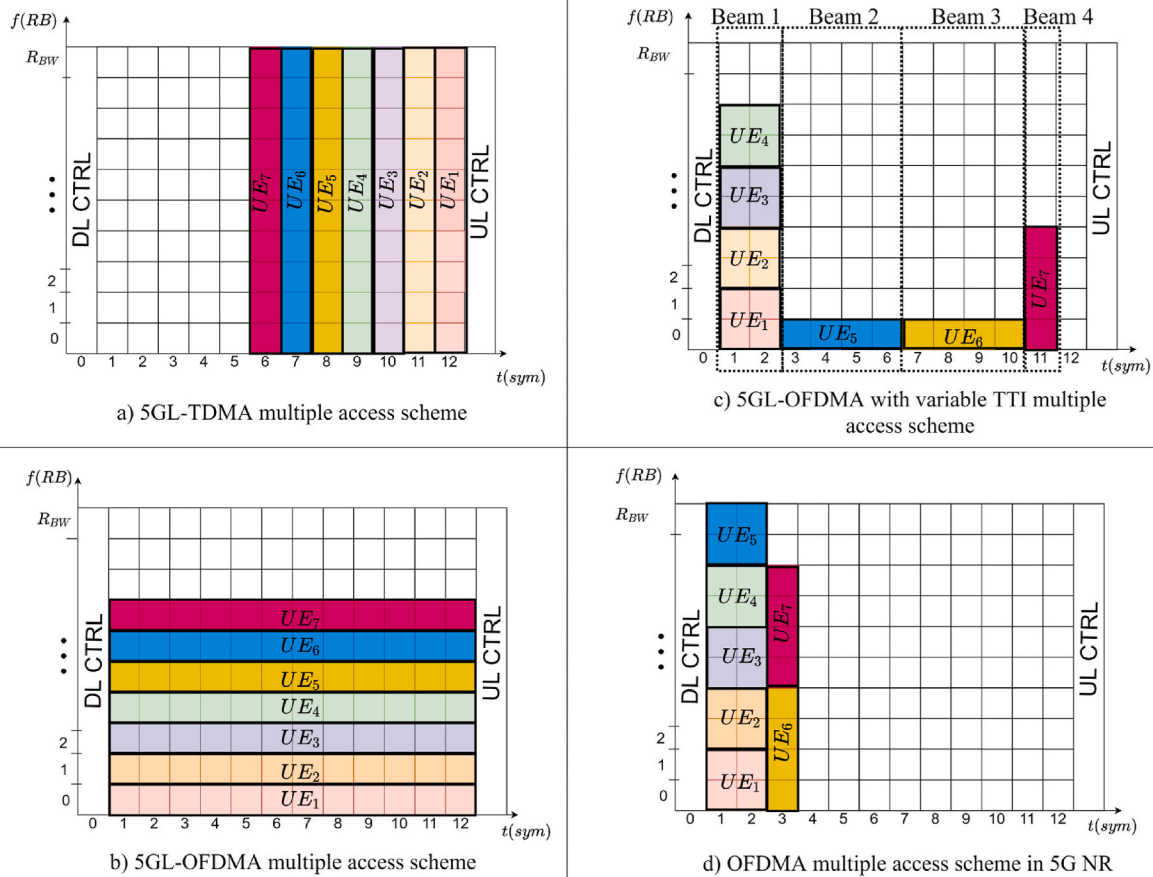 f(RB)
R_BW
DL CTRL
UE_7
UE_6
UE_5
UE_4
UE_3
UE_2
UE_1
UL CTRL
2
1
0
0 1 2 3 4 5 6 7 8 9 10 11 12
t(sym)
a) 5GL-TDMA multiple access scheme
f(RB)
Beam 1 Beam 2 Beam 3 Beam 4
R_BW
DL CTRL
UE_4
UE_3
UE_2
UE_1
UE_5
UE_6
UE_7
UL CTRL
2
1
0
0 1 2 3 4 5 6 7 8 9 10 11 12
t(sym)
c) 5GL-OFDMA with variable TTI multiple
access scheme
f(RB)
R_BW
DL CTRL
UE_7
UE_6
UE_5
UE_4
UE_3
UE_2
UE_1
UL CTRL
2
1
0
0 1 2 3 4 5 6 7 8 9 10 11 12
t(sym)
b) 5GL-OFDMA multiple access scheme
f(RB)
R_BW
DL CTRL
UE_5
UE_4
UE_3
UE_2
UE_1
UE_7
UE_6
UL CTRL
2
1
0
0 1 2 3 4 5 6 7 8 9 10 11 12
t(sym)
d) OFDMA multiple access scheme in 5G NR